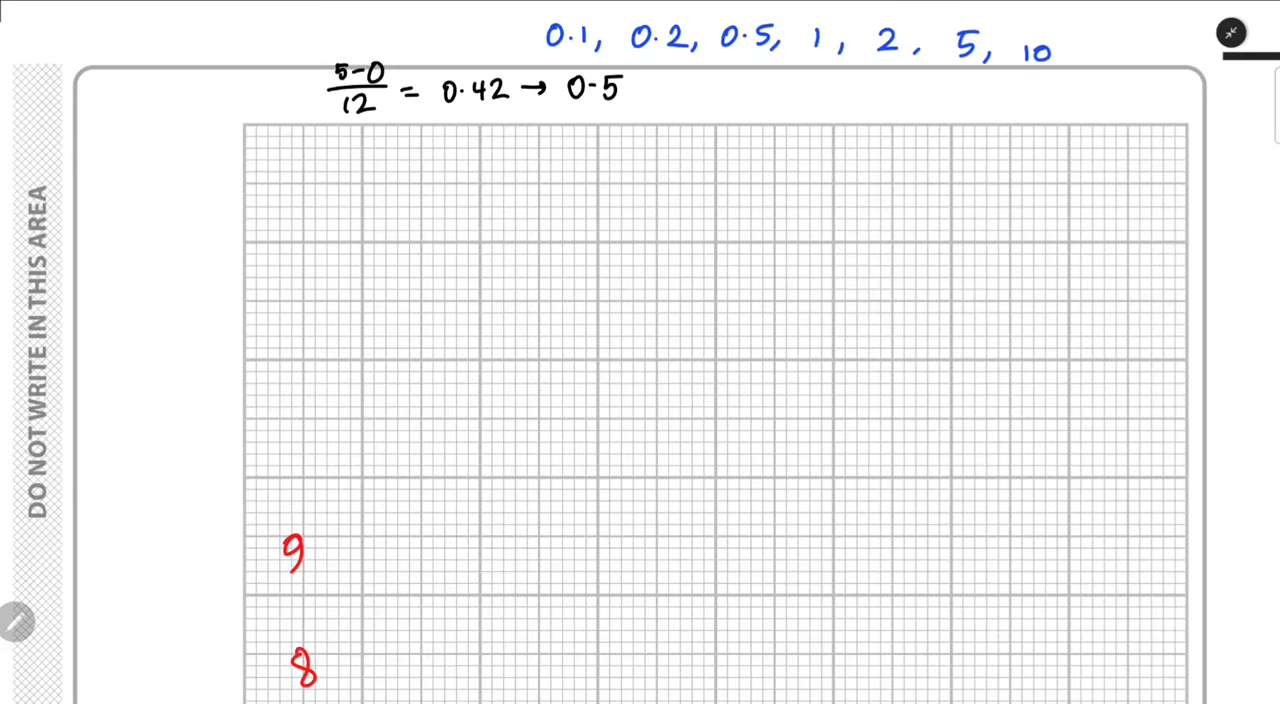 0.1, 0.2, 0.5, 1, 2, 5, 10
5-0/12 = 0.42 → 0.5
DO NOT WRITE IN THIS AREA
9
8